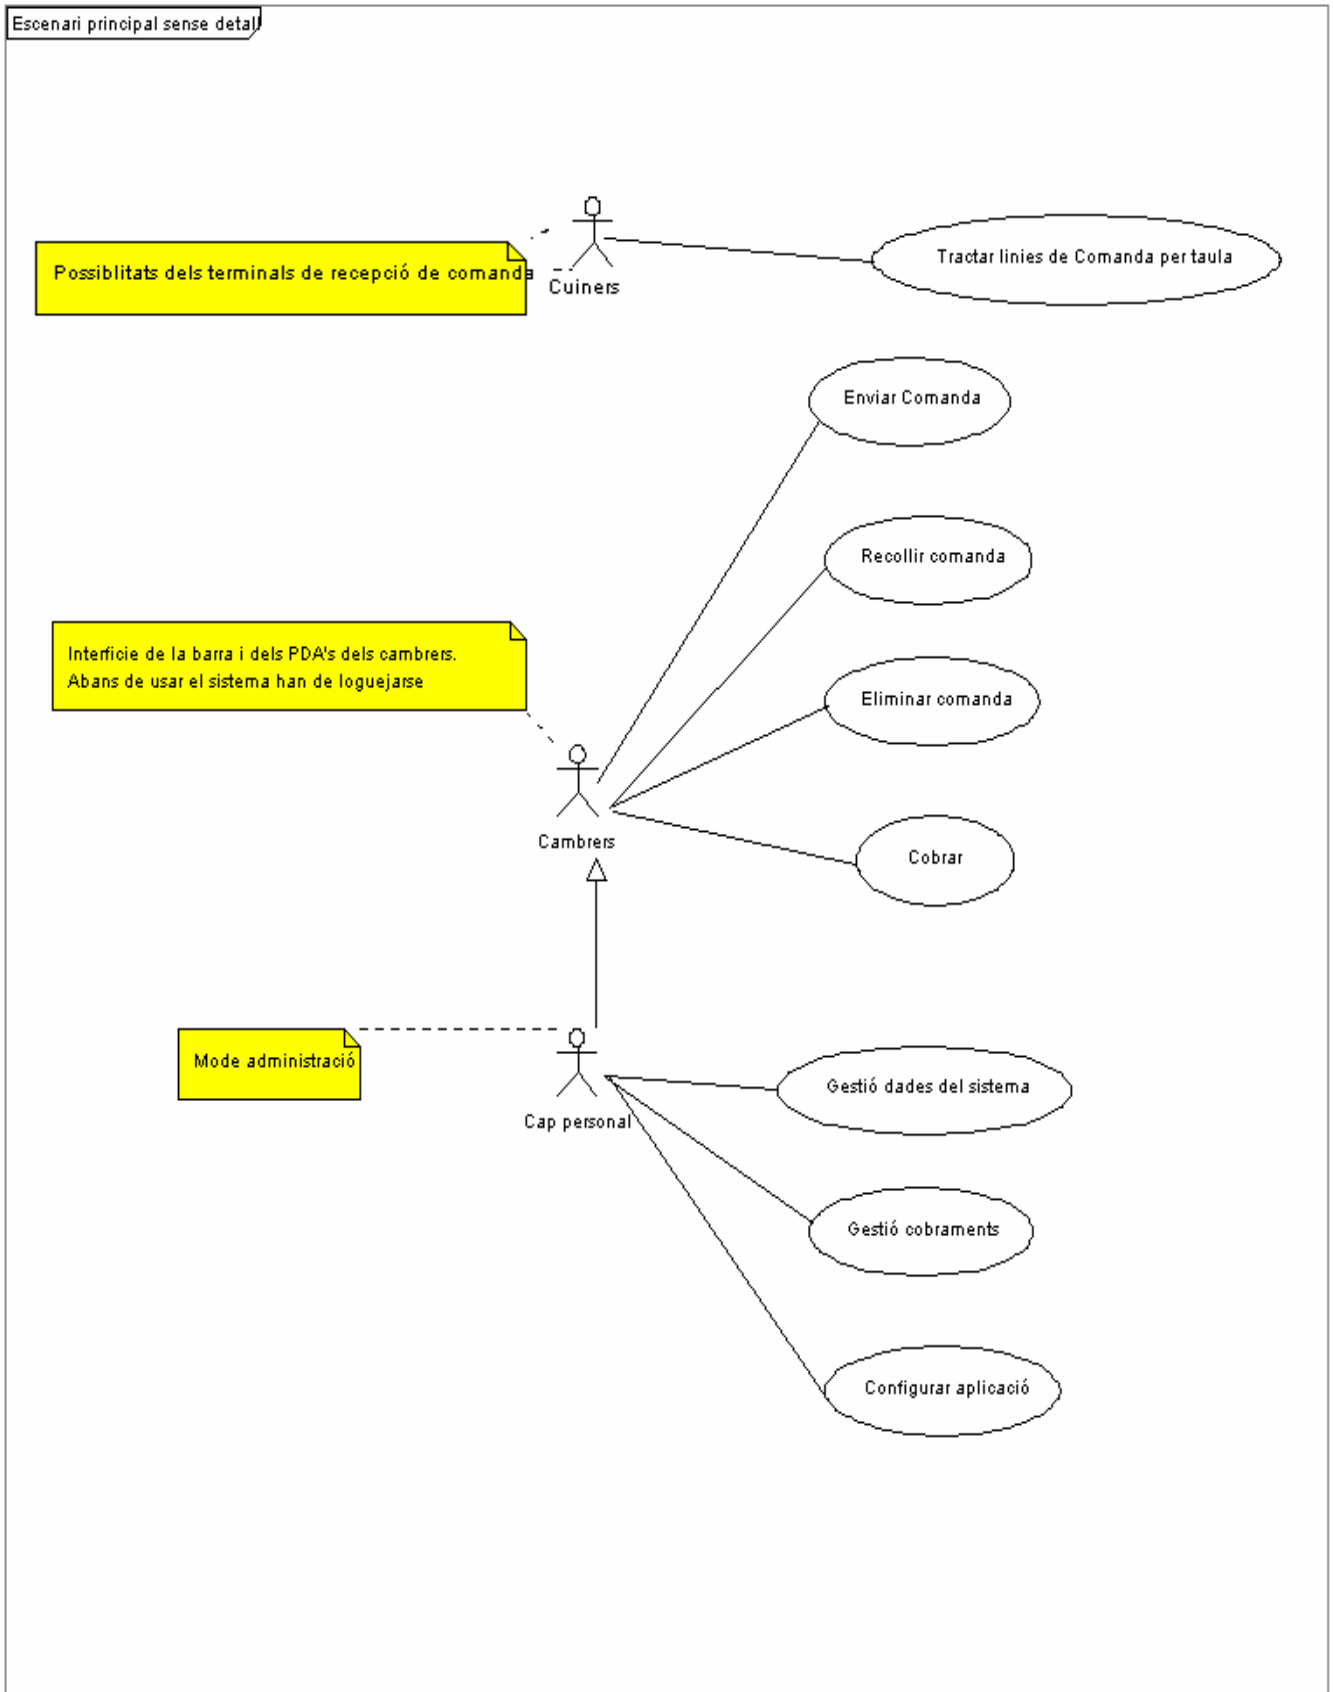 Escenari principal sense detall
Possiblitats dels terminals de recepció de comanda
Cuiners
Tractar linies de Comanda per taula
Enviar Comanda
Recollir comanda
Interficie de la barra i dels PDA's dels cambrers.
Abans de usar el sistema han de loguejarse
Eliminar comanda
Cambrers
Cobrar
Mode administració
Cap personal
Gestió dades del sistema
Gestió cobraments
Configurar aplicació